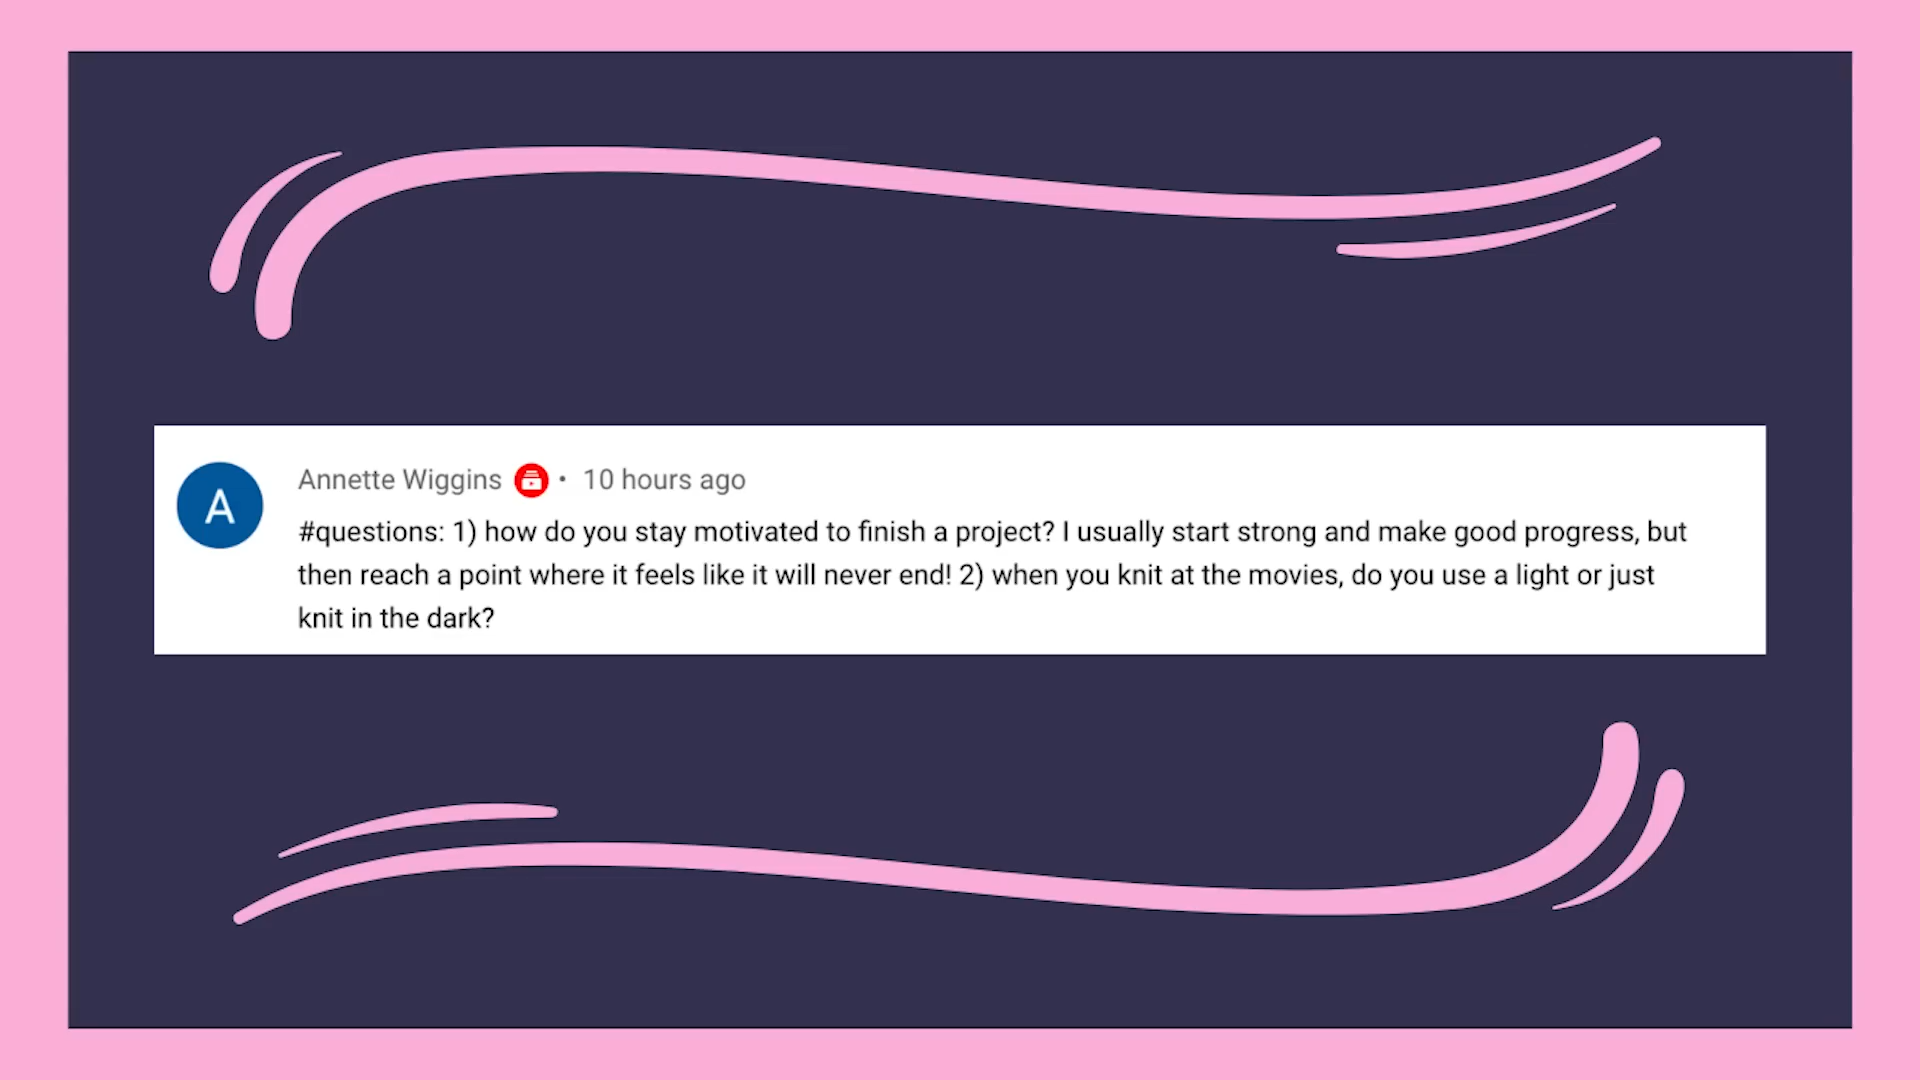 A
Annette Wiggins • 10 hours ago
#questions: 1) how do you stay motivated to finish a project? I usually start strong and make good progress, but
then reach a point where it feels like it will never end! 2) when you knit at the movies, do you use a light or just
knit in the dark?